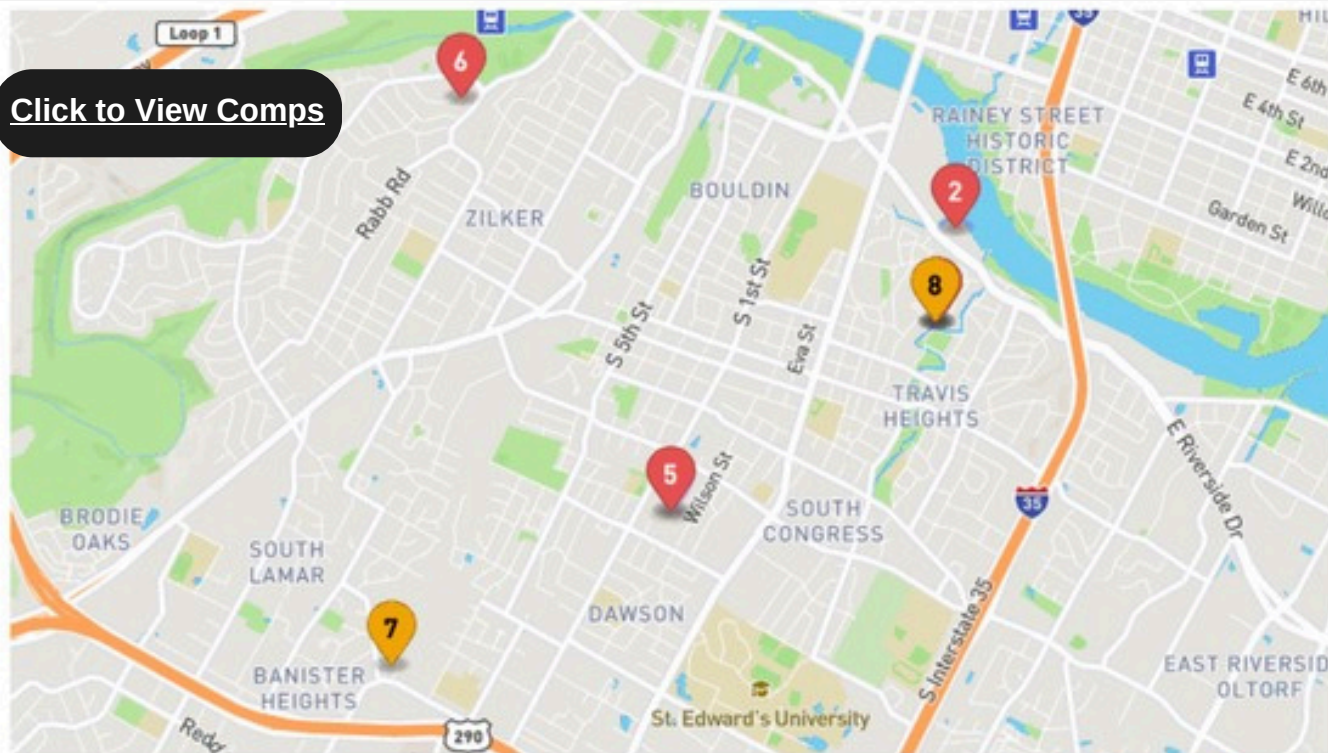 Loop 1
Click to View Comps
6
35
E 6th
E 4th St
E 2nd
RAINEY STREET
HISTORIC
DISTRICT
2
BOULDIN
Rabb Rd
ZILKER
Garden St
8
S 1st St
S 5th St
Eva St
TRAVIS
HEIGHTS
5
Wilson St
E Riverside Dr
SOUTH
CONGRESS
35
BRODIE
OAKS
SOUTH
LAMAR
DAWSON
7
S Interstate 35
BANISTER
HEIGHTS
EAST RIVERSID
OLTORF
St. Edward's University
290